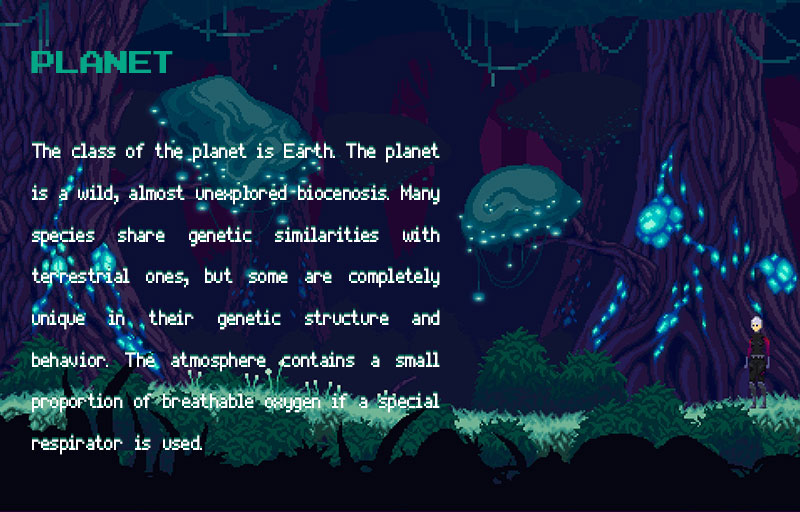 PLANET
The class of the planet is Earth. The planet
is a wild, almost unexplored biocenosis. Many
species share genetic similarities with
terrestrial ones, but some are completely
unique in their genetic structure and
behavior. The atmosphere contains a small
proportion of breathable oxygen if a special
respirator is used.